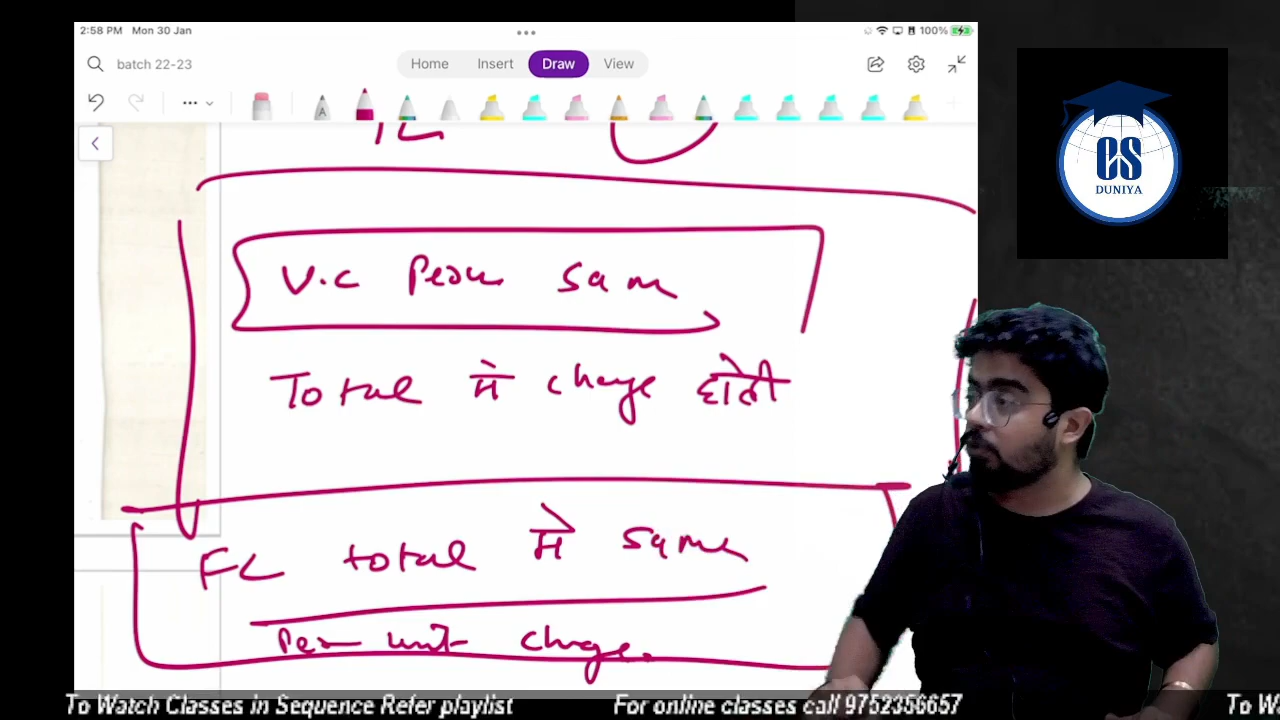 2:58 PM Mon 30 Jan
100%
batch 22-23
Home Insert Draw View
CS
DUNIYA
V.C Per sam
Total में change होती
FC total में same
Per unit change.
To Watch Classes in Sequence Refer playlist For online classes call 9752356657 To W